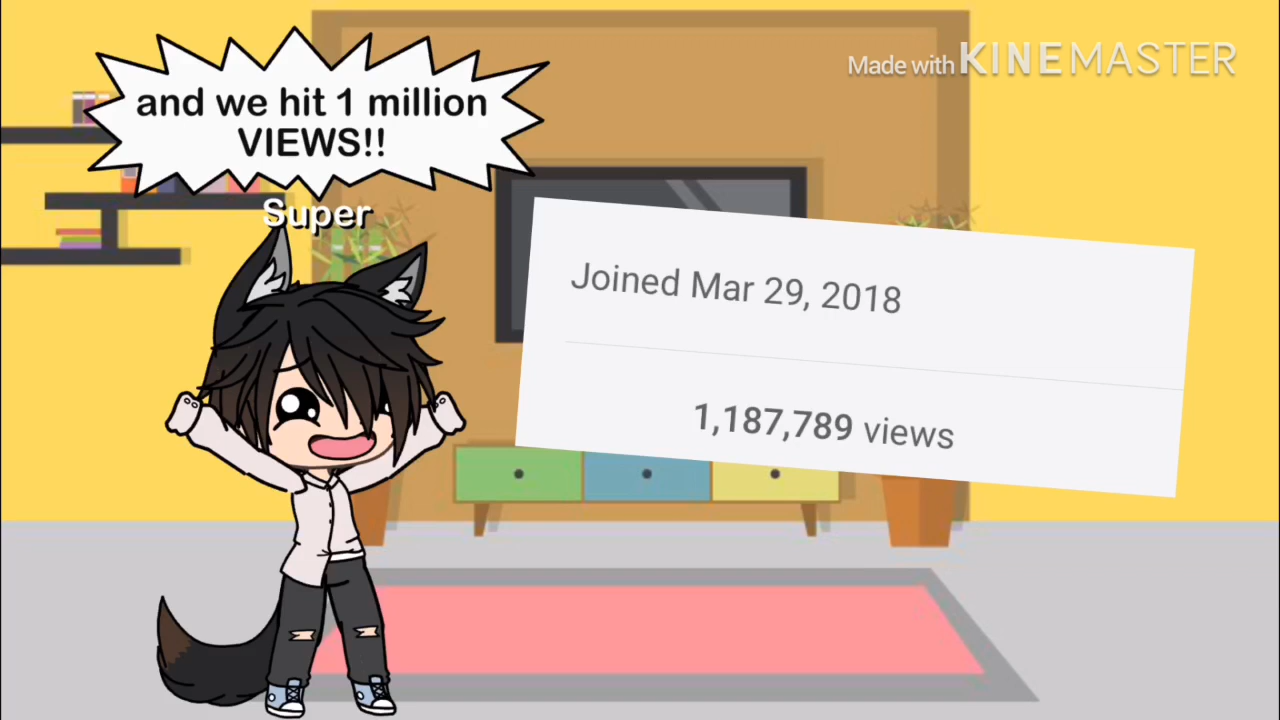 and we hit 1 million
VIEWS!!
Made with KINEMASTER
Super
Joined Mar 29, 2018
1,187,789 views